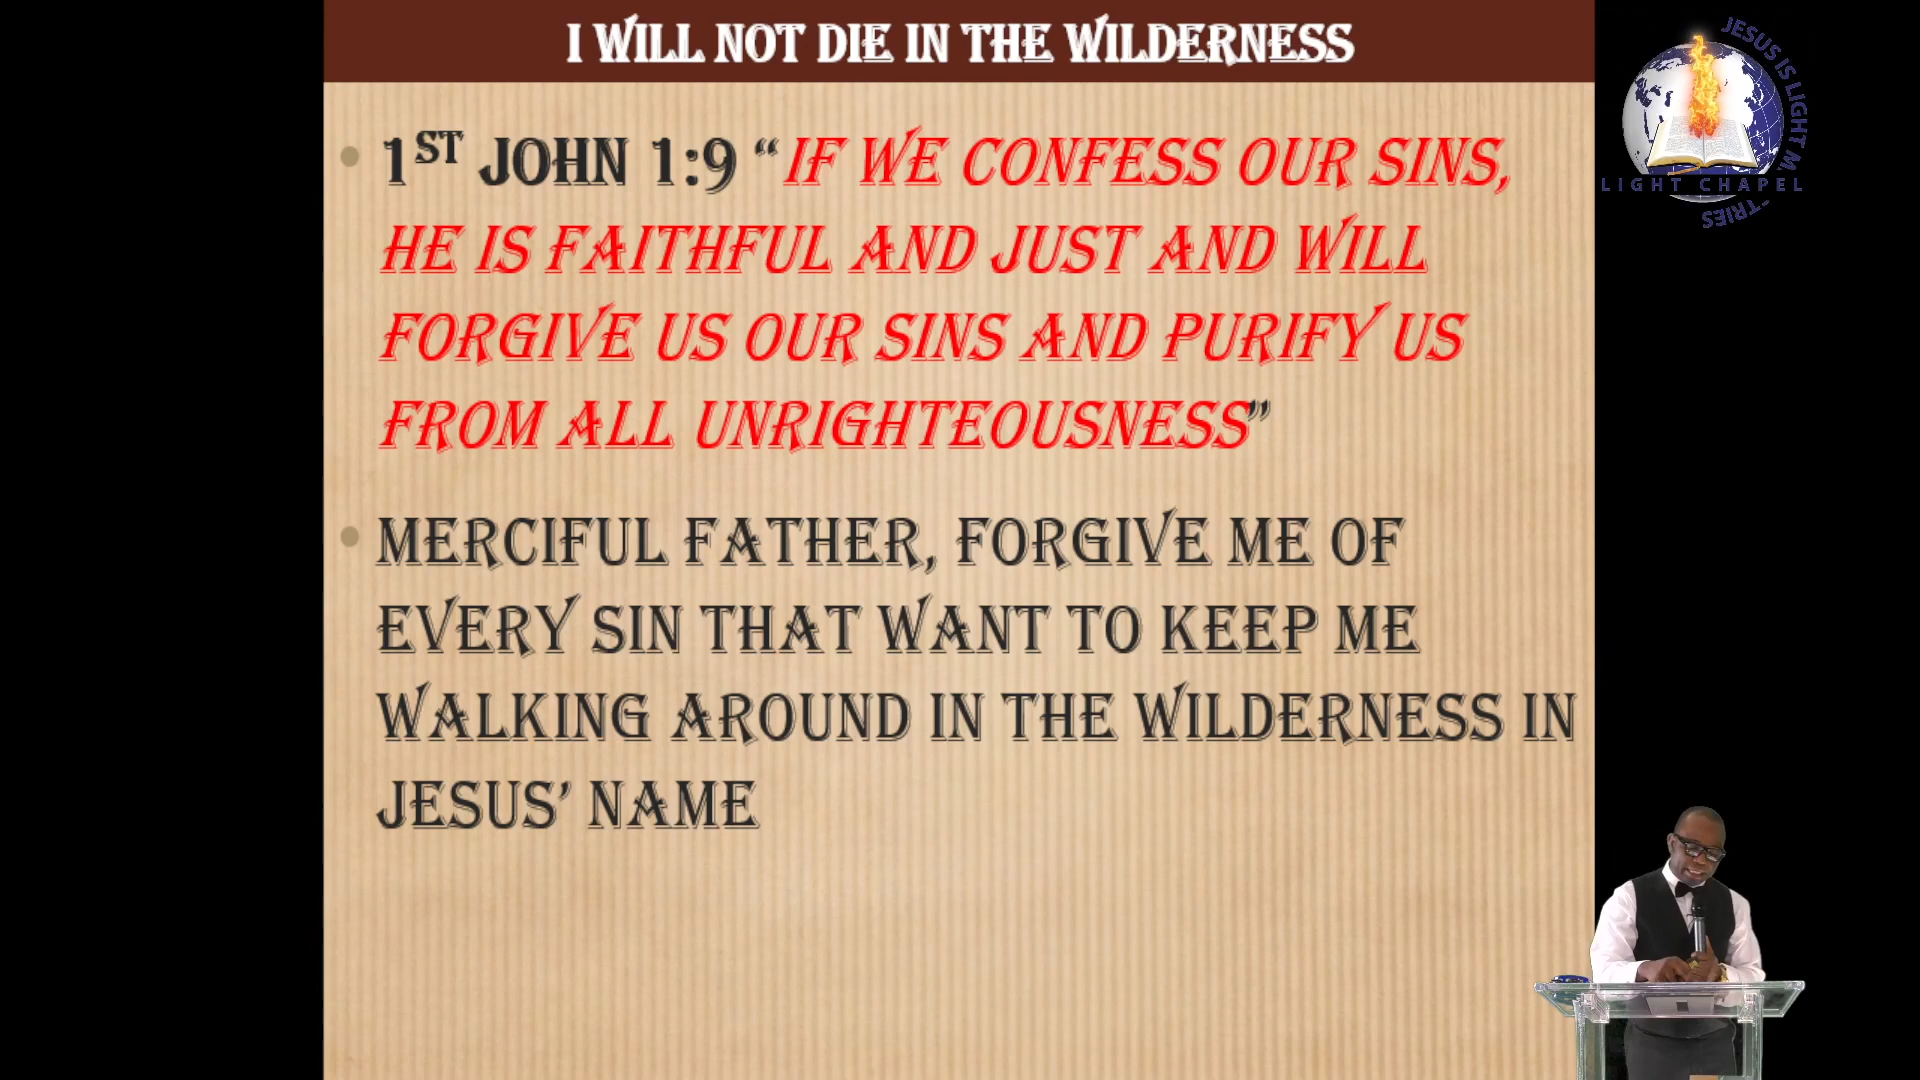 I WILL NOT DIE IN THE WILDERNESS
1ST JOHN 1:9 “IF WE CONFESS OUR SINS,
HE IS FAITHFUL AND JUST AND WILL
FORGIVE US OUR SINS AND PURIFY US
FROM ALL UNRIGHTEOUSNESS”
MERCIFUL FATHER, FORGIVE ME OF
EVERY SIN THAT WANT TO KEEP ME
WALKING AROUND IN THE WILDERNESS IN
JESUS’ NAME
JESUS IS LIGHT M
LIGHT CHAPEL
TRIES